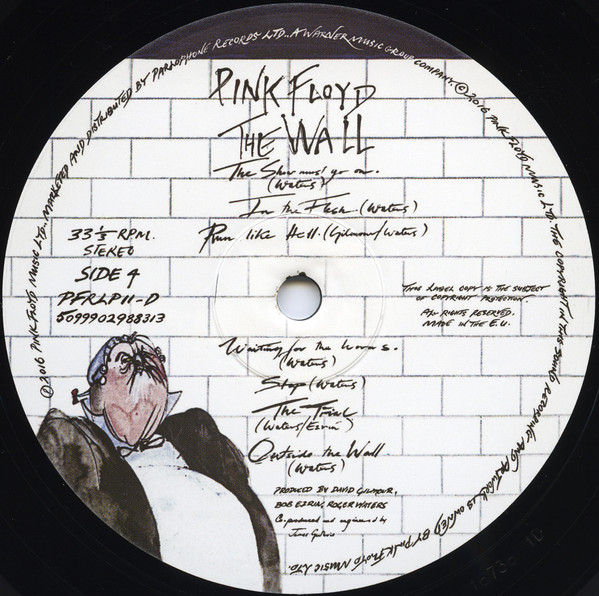 PINK FLOYD
THE WALL
The Show must go on.
(Waters)
In the Flesh (Waters)
Run like Hell. (Gilmour/Waters)
33 1/3 RPM.
STEREO
SIDE 4
PFRLP11-D
5099902988313
THIS LABEL COPY IS THE SUBJECT
OF COPYRIGHT PROTECTION.
ALL RIGHTS RESERVED.
MADE IN THE E.U.
Waiting for the worms.
(Waters)
Stop (Waters)
The Trial
(Waters/Ezrin)
Outside the Wall.
(Waters)
PRODUCED BY DAVID GILMOUR,
BOB EZRIN, ROGER WATERS
Co-produced and engineered by
James Guthrie
℗2016 PINK FLOYD MUSIC LTD. MARKETED AND DISTRIBUTED BY PARLOPHONE RECORDS LTD.. A WARNER MUSIC GROUP COMPANY. ©2016 PINK FLOYD MUSIC LTD. THE COPYRIGHT IN THIS SOUND RECORDING AND ARTWORK IS OWNED BY PINK FLOYD MUSIC LTD.